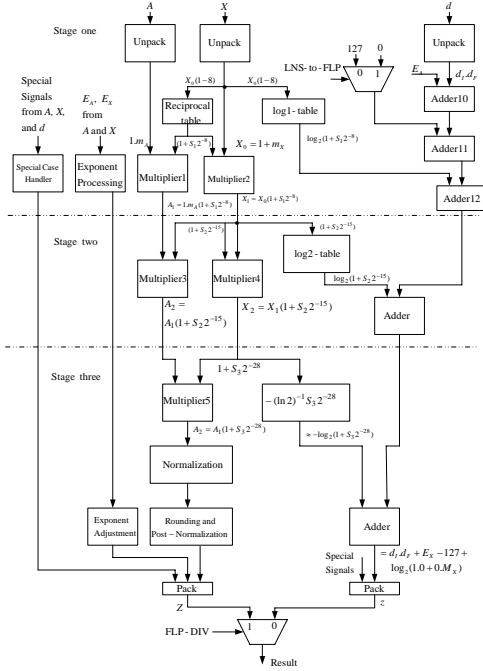 A
X
d
Stage one
Unpack
Unpack
Unpack
127
0
LNS-to-FLP
0
1
E_A
d_I.d_F
Special
Signals
from A, X,
and d
E_A, E_X
from
A and X
X_0(1-8)
X_0(1-8)
Reciprocal
table
log1-table
Adder10
Adder11
Adder12
1.m_A
(1+S_1 2^-8)
X_0 = 1+m_X
log_2(1+S_1 2^-8)
Special Case
Handler
Exponent
Processing
Multiplier1
Multiplier2
A_1 = 1.m_A(1+S_1 2^-8)
X_1 = X_0(1+S_1 2^-8)
Stage two
(1+S_2 2^-15)
(1+S_2 2^-15)
log2-table
log_2(1+S_2 2^-15)
Multiplier3
Multiplier4
Adder
A_2 =
A_1(1+S_2 2^-15)
X_2 = X_1(1+S_2 2^-15)
Stage three
1+S_3 2^-28
Multiplier5
-(ln 2)^-1 S_3 2^-28
A_2 = A_1(1+S_3 2^-28)
≈ -log_2(1+S_3 2^-28)
Normalization
Exponent
Adjustment
Rounding and
Post-Normalization
Adder
Special
Signals
= d_I.d_F + E_X -127+
log_2(1.0+0.M_X)
Pack
Pack
Z
z
FLP-DIV
1
0
Result